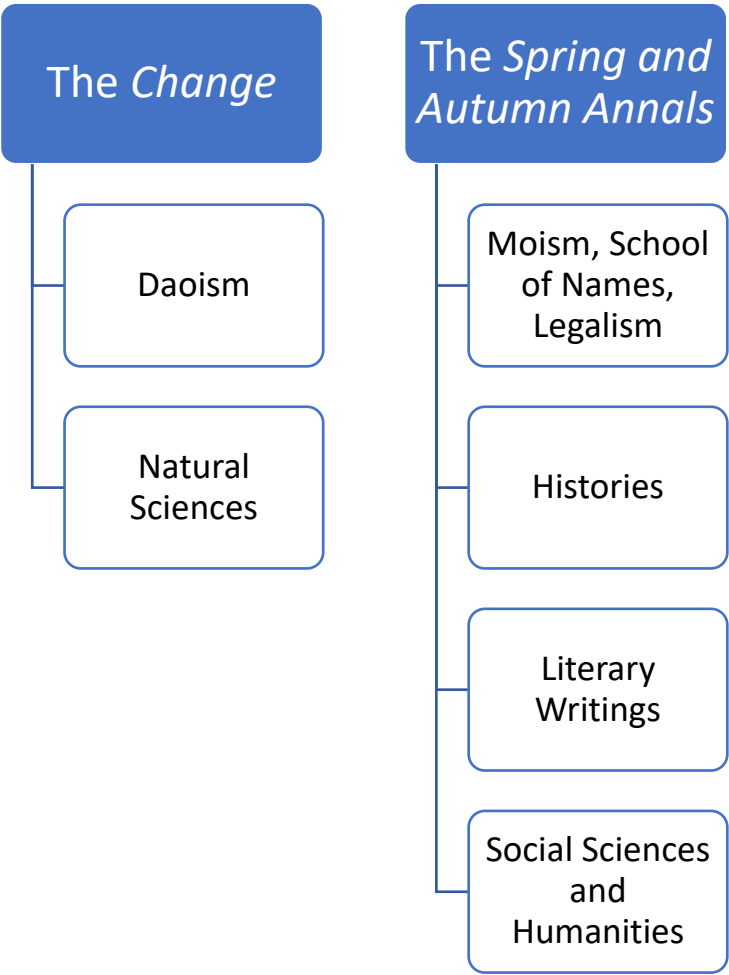 The Change
Daoism
Natural
Sciences
The Spring and
Autumn Annals
Moism, School
of Names,
Legalism
Histories
Literary
Writings
Social Sciences
and
Humanities